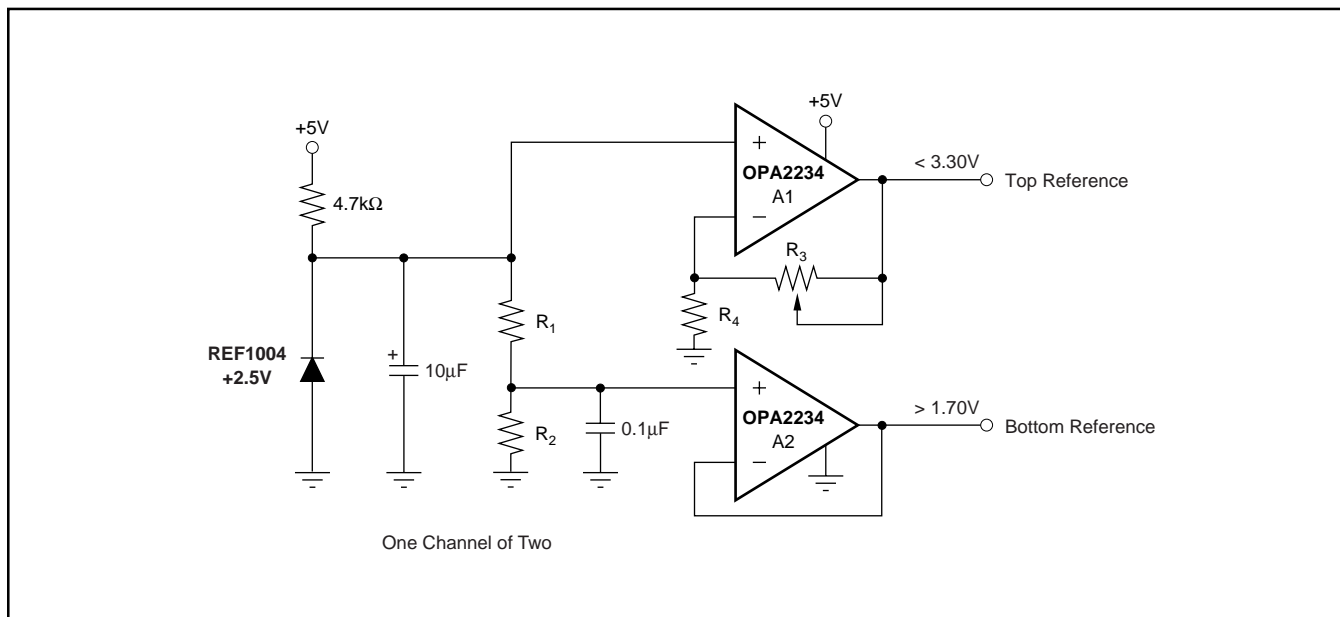 +5V
+5V
+
OPA2234
A1
−
< 3.30V
Top Reference
4.7kΩ
R3
R1
R4
REF1004
+2.5V
+
10µF
+
OPA2234
A2
−
> 1.70V
Bottom Reference
R2
0.1µF
One Channel of Two